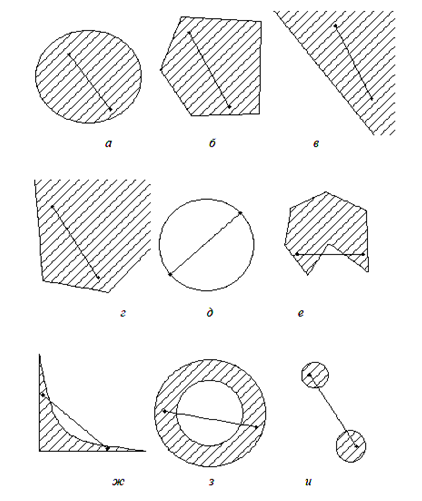 а б в
г д е
ж з и